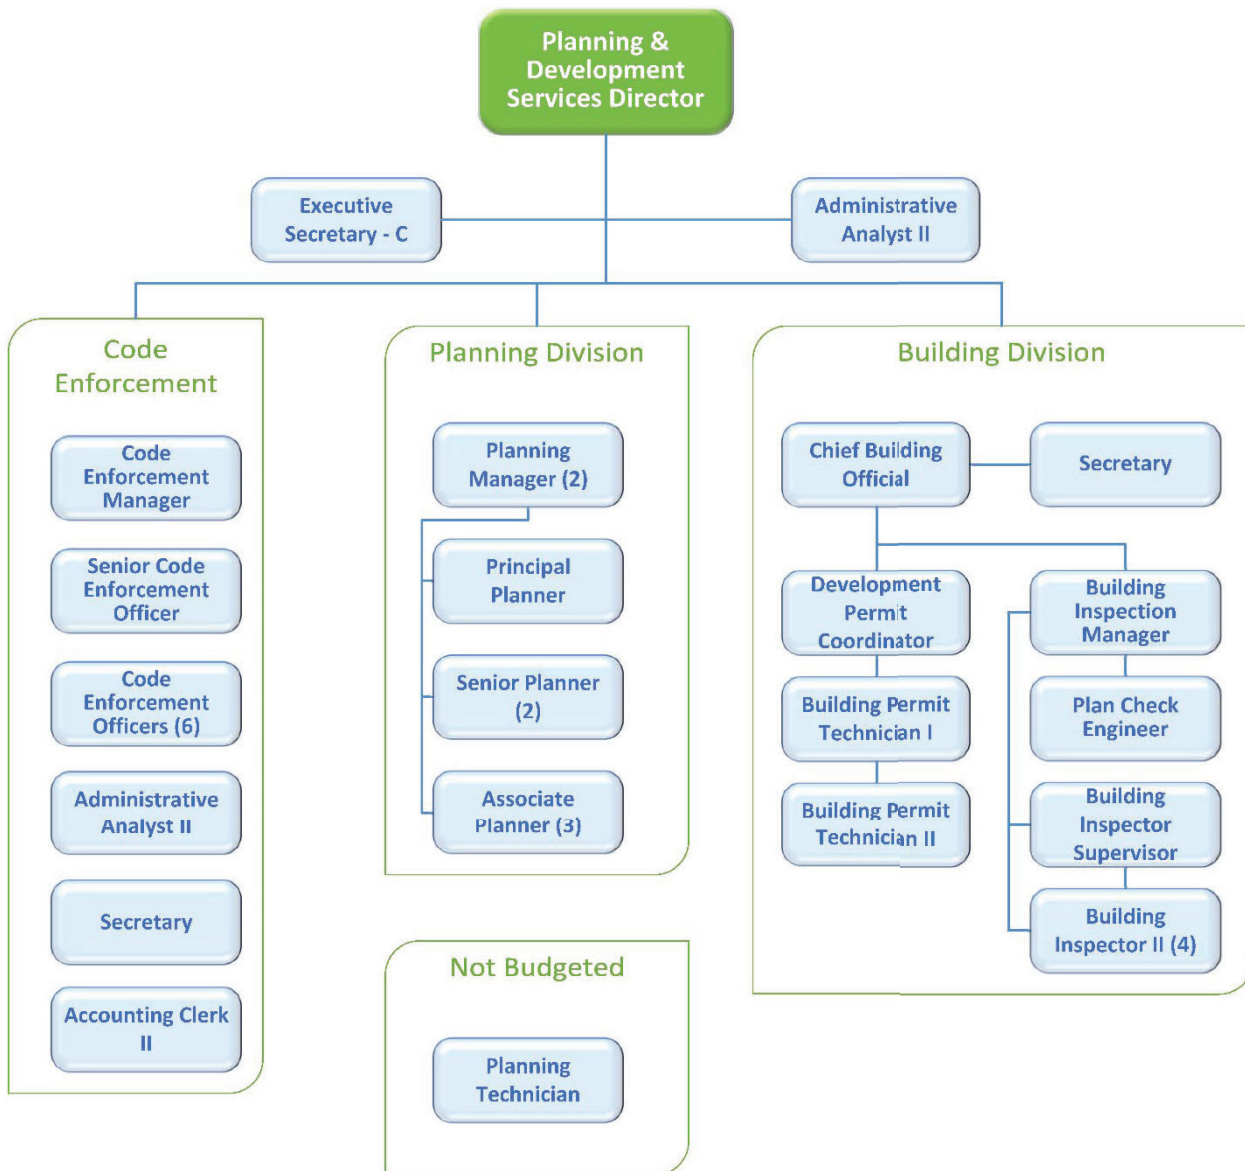 Planning &
Development
Services Director
Executive
Secretary - C
Administrative
Analyst II
Code
Enforcement
Code
Enforcement
Manager
Senior Code
Enforcement
Officer
Code
Enforcement
Officers (6)
Administrative
Analyst II
Secretary
Accounting Clerk
II
Planning Division
Planning
Manager (2)
Principal
Planner
Senior Planner
(2)
Associate
Planner (3)
Not Budgeted
Planning
Technician
Building Division
Chief Building
Official
Secretary
Development
Permit
Coordinator
Building Permit
Technician I
Building Permit
Technician II
Building
Inspection
Manager
Plan Check
Engineer
Building
Inspector
Supervisor
Building
Inspector II (4)